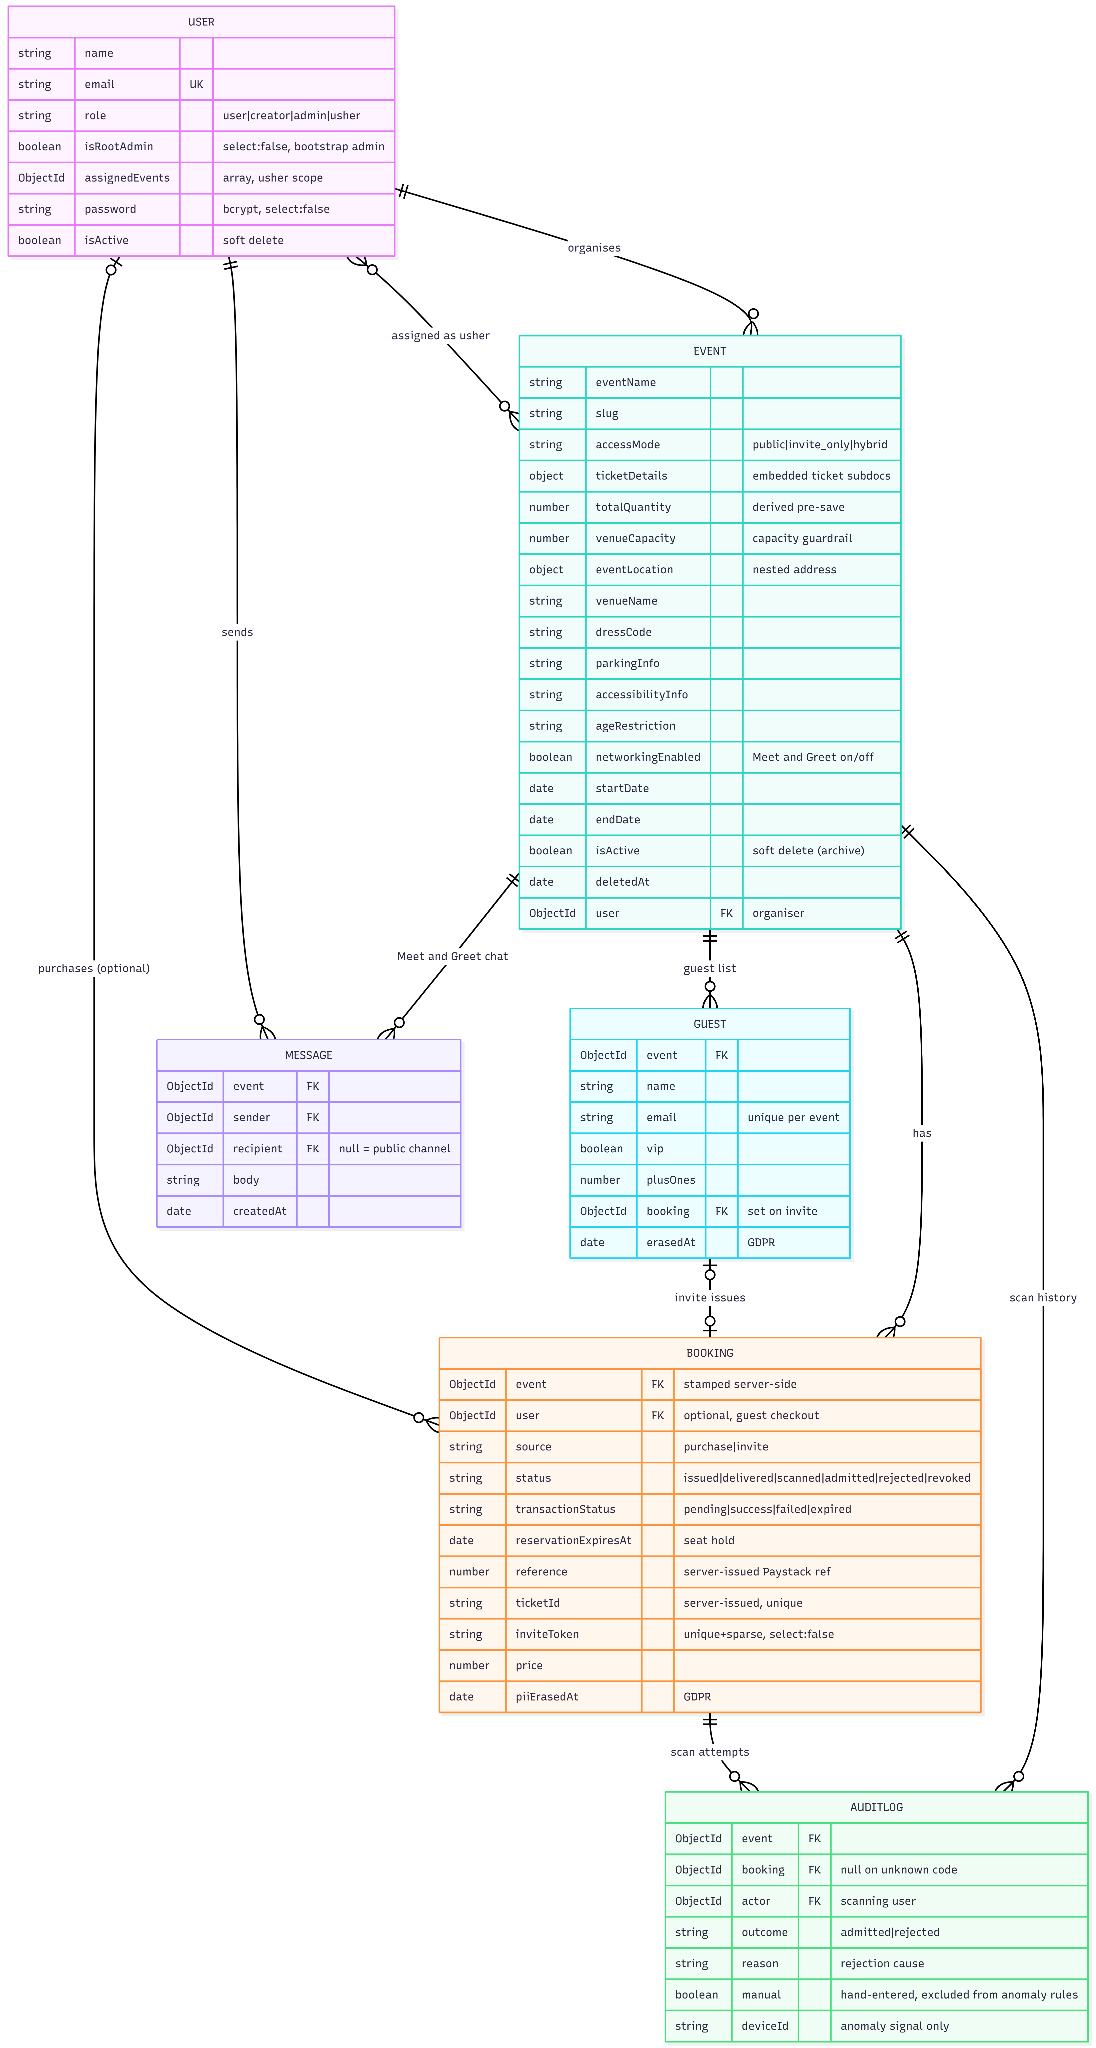 USER
string name
string email UK
string role user|creator|admin|usher
boolean isRootAdmin select:false, bootstrap admin
ObjectId assignedEvents array, usher scope
string password bcrypt, select:false
boolean isActive soft delete
organises
assigned as usher
EVENT
string eventName
string slug
string accessMode public|invite_only|hybrid
object ticketDetails embedded ticket subdocs
number totalQuantity derived pre-save
number venueCapacity capacity guardrail
object eventLocation nested address
string venueName
string dressCode
string parkingInfo
string accessibilityInfo
string ageRestriction
boolean networkingEnabled Meet and Greet on/off
date startDate
date endDate
boolean isActive soft delete (archive)
date deletedAt
ObjectId user FK organiser
sends
Meet and Greet chat
purchases (optional)
guest list
MESSAGE
ObjectId event FK
ObjectId sender FK
ObjectId recipient FK null = public channel
string body
date createdAt
GUEST
ObjectId event FK
string name
string email unique per event
boolean vip
number plusOnes
ObjectId booking FK set on invite
date erasedAt GDPR
has
invite issues
scan history
BOOKING
ObjectId event FK stamped server-side
ObjectId user FK optional, guest checkout
string source purchase|invite
string status issued|delivered|scanned|admitted|rejected|revoked
string transactionStatus pending|success|failed|expired
date reservationExpiresAt seat hold
number reference server-issued Paystack ref
string ticketId server-issued, unique
string inviteToken unique+sparse, select:false
number price
date piiErasedAt GDPR
scan attempts
AUDITLOG
ObjectId event FK
ObjectId booking FK null on unknown code
ObjectId actor FK scanning user
string outcome admitted|rejected
string reason rejection cause
boolean manual hand-entered, excluded from anomaly rules
string deviceId anomaly signal only